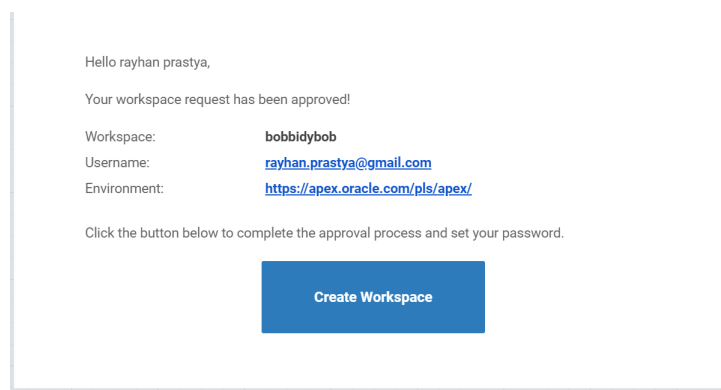 Hello rayhan prastya,
Your workspace request has been approved!
Workspace: bobbidybob
Username: rayhan.prastya@gmail.com
Environment: https://apex.oracle.com/pls/apex/
Click the button below to complete the approval process and set your password.
Create Workspace